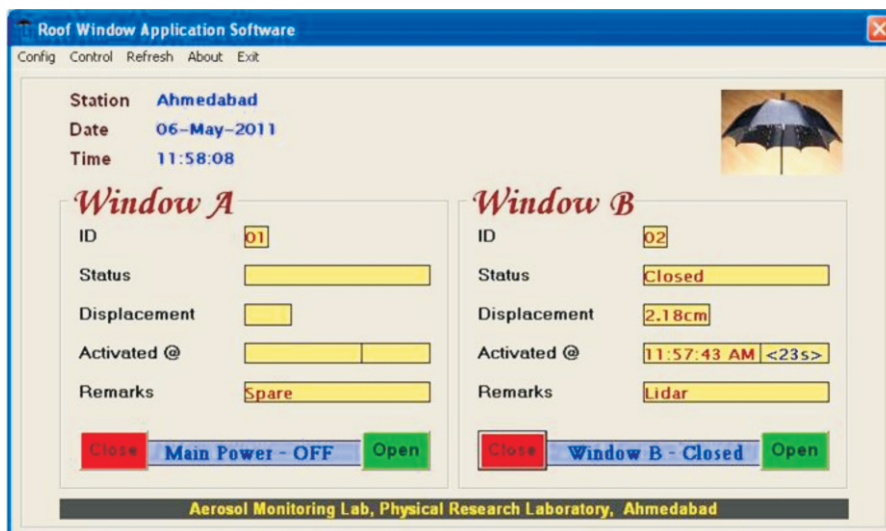 Roof Window Application Software
Config Control Refresh About Exit
Station Ahmedabad
Date 06-May-2011
Time 11:58:08
Window A
ID 01
Status
Displacement
Activated @
Remarks Spare
Close Main Power - OFF Open
Window B
ID 02
Status Closed
Displacement 2.18cm
Activated @ 11:57:43 AM <23s>
Remarks Lidar
Close Window B - Closed Open
Aerosol Monitoring Lab, Physical Research Laboratory, Ahmedabad